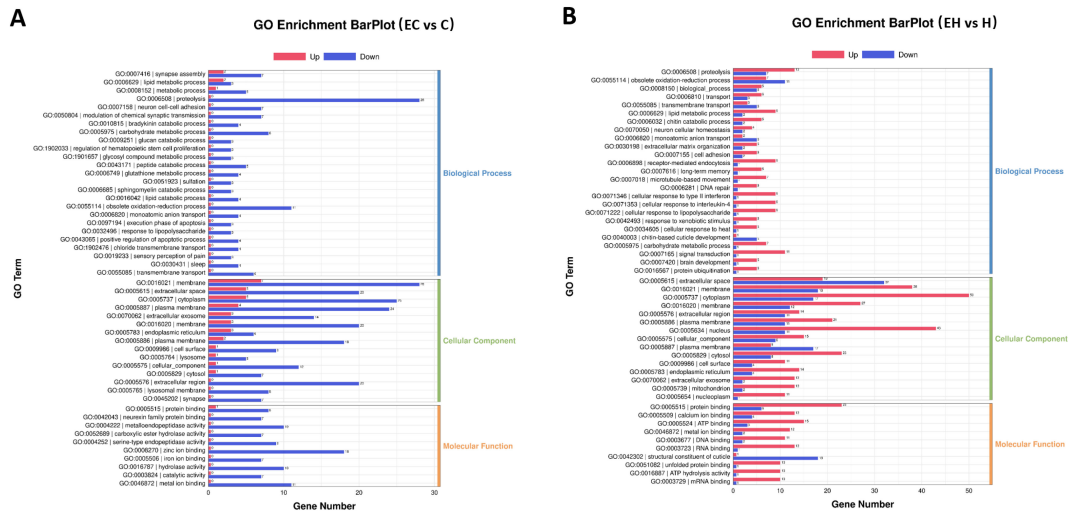 A
GO Enrichment BarPlot (EC vs C)
Up Down
GO:0007416 | synapse assembly
GO:0006629 | lipid metabolic process
GO:0008152 | metabolic process
GO:0006508 | proteolysis
GO:0007158 | neuron cell-cell adhesion
GO:0050804 | modulation of chemical synaptic transmission
GO:0010815 | bradykinin catabolic process
GO:0005975 | carbohydrate metabolic process
GO:0009251 | glucan catabolic process
GO:1902033 | regulation of hematopoietic stem cell proliferation
GO:1901657 | glycosyl compound metabolic process
GO:0043171 | peptide catabolic process
GO:0006749 | glutathione metabolic process
GO:0051923 | sulfation
GO:0006685 | sphingomyelin catabolic process
GO:0016042 | lipid catabolic process
GO:0055114 | obsolete oxidation-reduction process
GO:0006820 | monoatomic anion transport
GO:0097194 | execution phase of apoptosis
GO:0032496 | response to lipopolysaccharide
GO:0043065 | positive regulation of apoptotic process
GO:1902476 | chloride transmembrane transport
GO:0019233 | sensory perception of pain
GO:0030431 | sleep
GO:0055085 | transmembrane transport
GO:0016021 | membrane
GO:0005615 | extracellular space
GO:0005737 | cytoplasm
GO:0005887 | plasma membrane
GO:0070062 | extracellular exosome
GO:0016020 | membrane
GO:0005783 | endoplasmic reticulum
GO:0005886 | plasma membrane
GO:0009986 | cell surface
GO:0005764 | lysosome
GO:0005575 | cellular_component
GO:0005829 | cytosol
GO:0005576 | extracellular region
GO:0005765 | lysosomal membrane
GO:0045202 | synapse
GO:0005515 | protein binding
GO:0042043 | neurexin family protein binding
GO:0004222 | metalloendopeptidase activity
GO:0052689 | carboxylic ester hydrolase activity
GO:0004252 | serine-type endopeptidase activity
GO:0008270 | zinc ion binding
GO:0005506 | iron ion binding
GO:0016787 | hydrolase activity
GO:0003824 | catalytic activity
GO:0046872 | metal ion binding
GO Term
Biological Process
Cellular Component
Molecular Function
0 10 20 30
Gene Number
B
GO Enrichment BarPlot (EH vs H)
Up Down
GO:0006508 | proteolysis
GO:0055114 | obsolete oxidation-reduction process
GO:0008150 | biological_process
GO:0006810 | transport
GO:0055085 | transmembrane transport
GO:0006629 | lipid metabolic process
GO:0006032 | chitin catabolic process
GO:0070050 | neuron cellular homeostasis
GO:0006820 | monoatomic anion transport
GO:0030198 | extracellular matrix organization
GO:0007155 | cell adhesion
GO:0006898 | receptor-mediated endocytosis
GO:0007616 | long-term memory
GO:0007018 | microtubule-based movement
GO:0006281 | DNA repair
GO:0071346 | cellular response to type II interferon
GO:0071353 | cellular response to interleukin-4
GO:0071222 | cellular response to lipopolysaccharide
GO:0042493 | response to xenobiotic stimulus
GO:0034605 | cellular response to heat
GO:0040003 | chitin-based cuticle development
GO:0005975 | carbohydrate metabolic process
GO:0007165 | signal transduction
GO:0007420 | brain development
GO:0016567 | protein ubiquitination
GO:0005615 | extracellular space
GO:0016021 | membrane
GO:0005737 | cytoplasm
GO:0016020 | membrane
GO:0005576 | extracellular region
GO:0005886 | plasma membrane
GO:0005634 | nucleus
GO:0005575 | cellular_component
GO:0005887 | plasma membrane
GO:0005829 | cytosol
GO:0009986 | cell surface
GO:0005783 | endoplasmic reticulum
GO:0070062 | extracellular exosome
GO:0005739 | mitochondrion
GO:0005654 | nucleoplasm
GO:0005515 | protein binding
GO:0005509 | calcium ion binding
GO:0005524 | ATP binding
GO:0046872 | metal ion binding
GO:0003677 | DNA binding
GO:0003723 | RNA binding
GO:0042302 | structural constituent of cuticle
GO:0051082 | unfolded protein binding
GO:0016887 | ATP hydrolysis activity
GO:0003729 | mRNA binding
GO Term
Biological Process
Cellular Component
Molecular Function
0 10 20 30 40 50
Gene Number